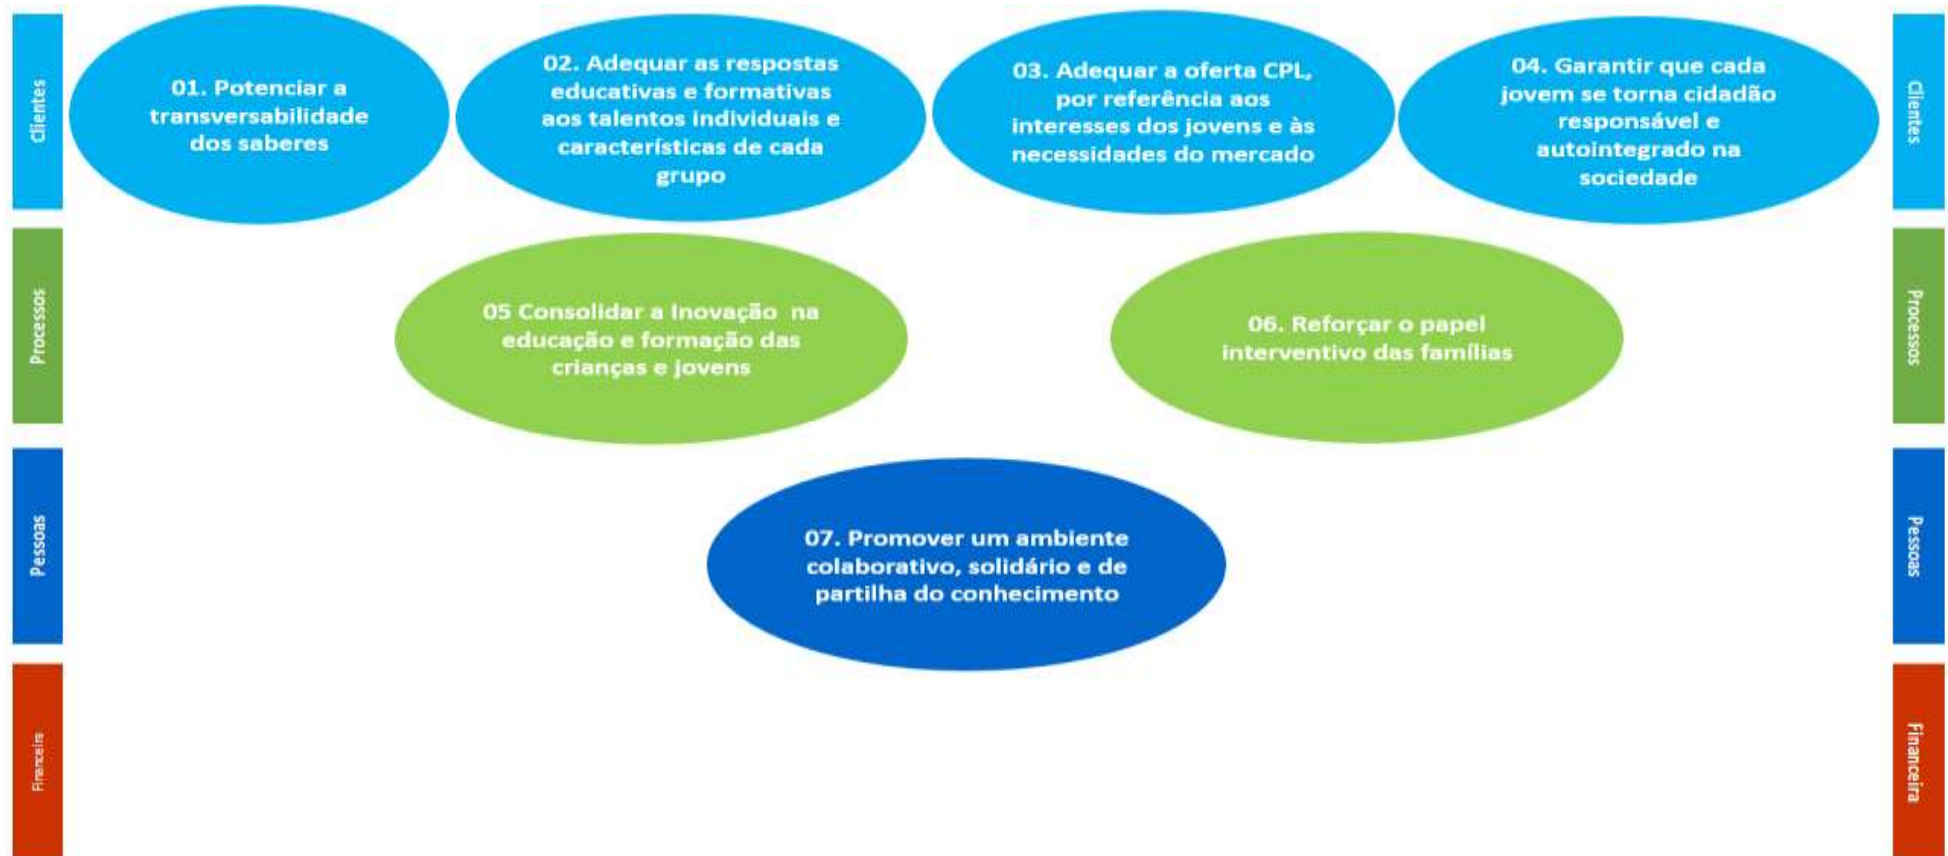 Clientes
01. Potenciar a
transversabilidade
dos saberes
02. Adequar as respostas
educativas e formativas
aos talentos individuais e
características de cada
grupo
03. Adequar a oferta CPL,
por referência aos
interesses dos jovens e às
necessidades do mercado
04. Garantir que cada
jovem se torna cidadão
responsável e
autointegrado na
sociedade
Clientes
Processos
05 Consolidar a Inovação na
educação e formação das
crianças e jovens
06. Reforçar o papel
interventivo das famílias
Processos
Pessoas
07. Promover um ambiente
colaborativo, solidário e de
partilha do conhecimento
Pessoas
Financeira
Financeira